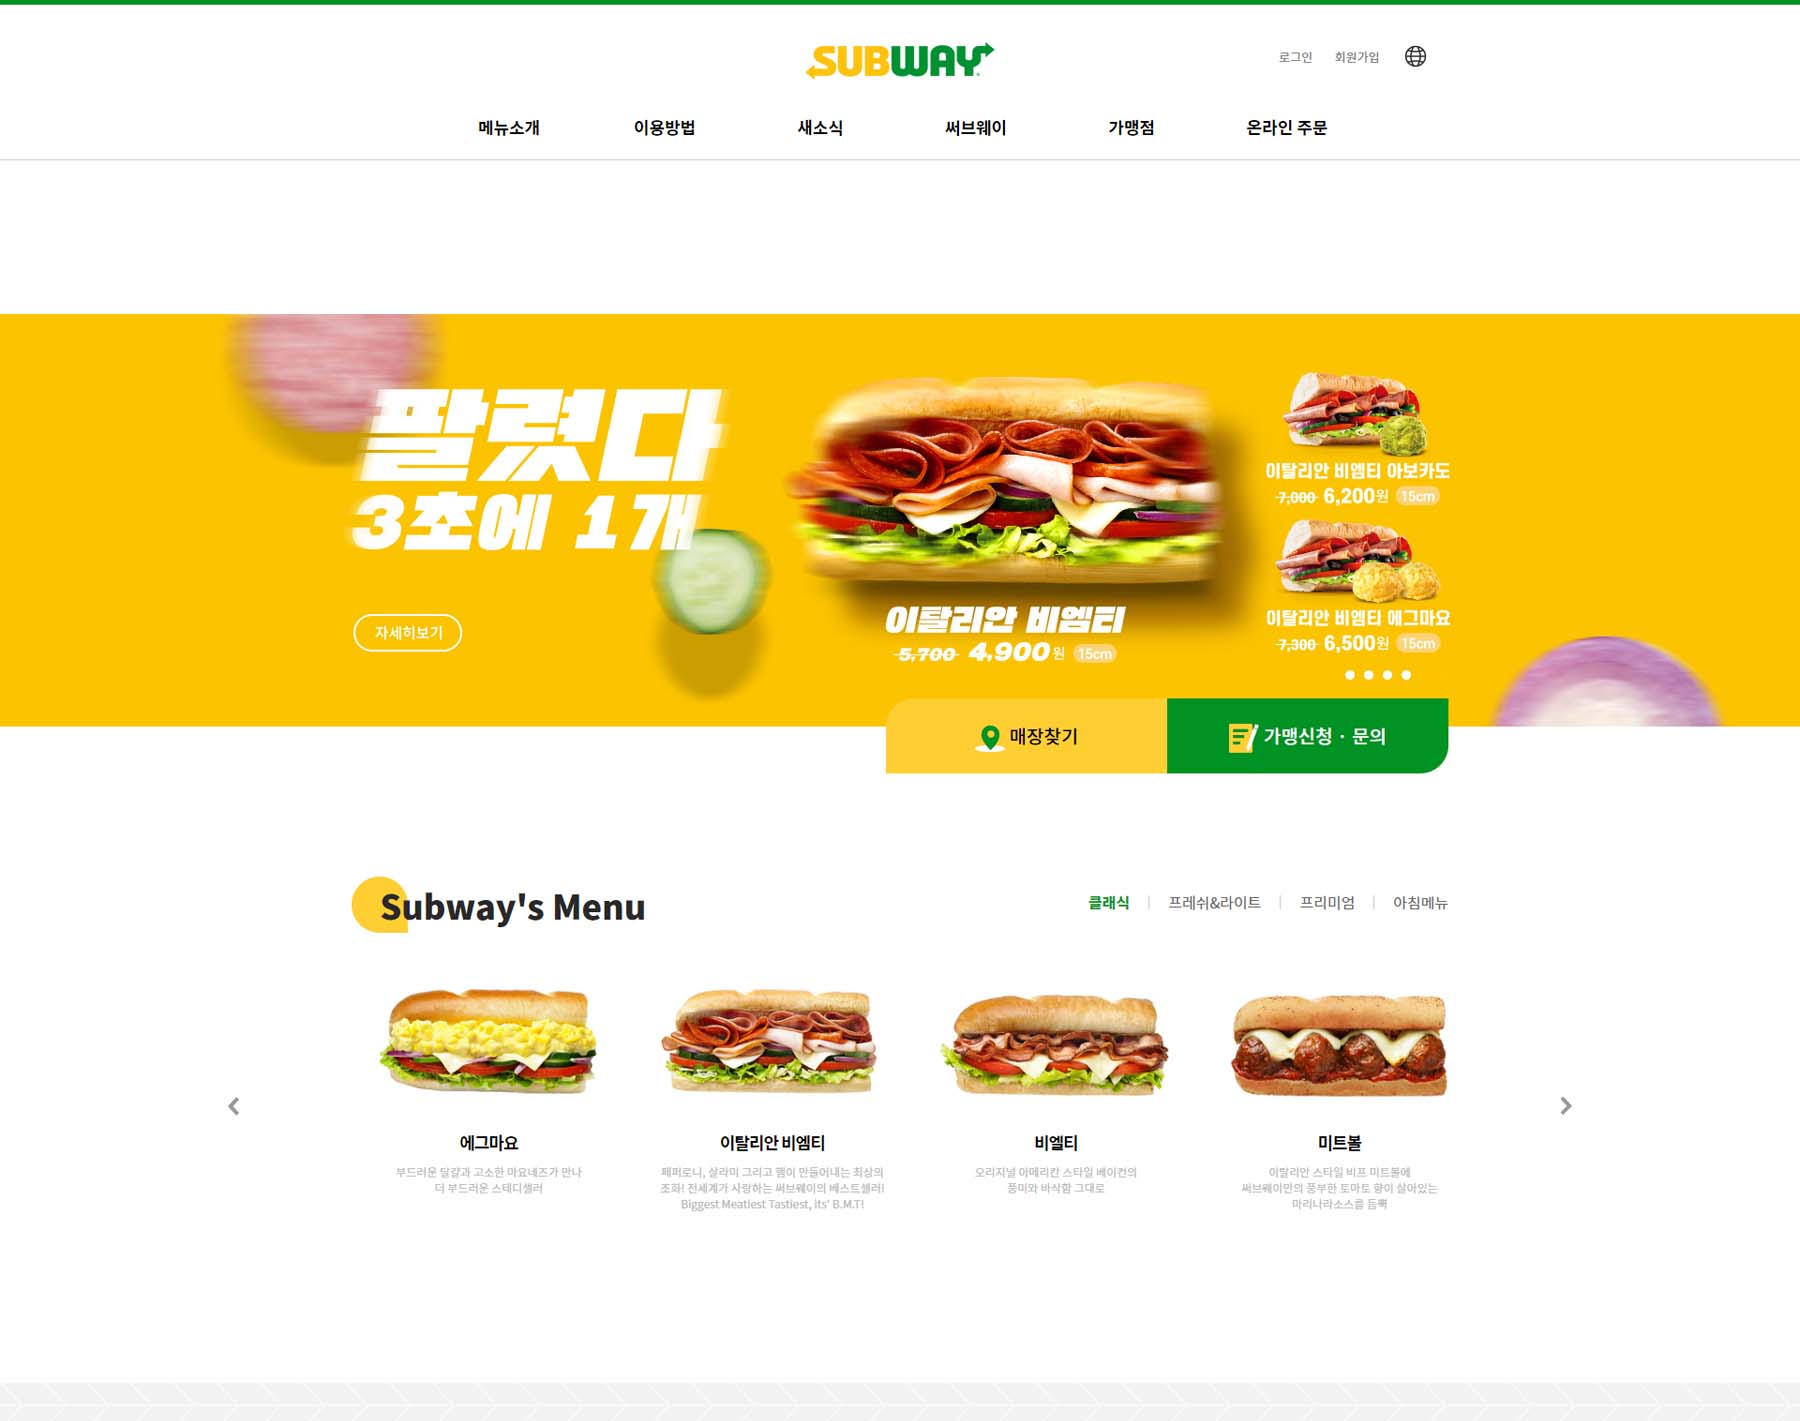 SUBWAY
로그인
회원가입
메뉴소개
이용방법
새소식
써브웨이
가맹점
온라인 주문
팔렸다
3초에 1개
자세히보기
이탈리안 비엠티
5,700 4,900원 15cm
이탈리안 비엠티 아보카도
7,000 6,200원 15cm
이탈리안 비엠티 에그마요
7,300 6,500원 15cm
매장찾기
가맹신청 · 문의
Subway's Menu
클래식
프레쉬&라이트
프리미엄
아침메뉴
에그마요
부드러운 달걀과 고소한 마요네즈가 만나
더 부드러운 스테디셀러
이탈리안 비엠티
페퍼로니, 살라미 그리고 햄이 만들어내는 최상의
조화! 전세계가 사랑하는 써브웨이의 베스트셀러!
Biggest Meatiest Tastiest, its' B.M.T!
비엘티
오리지널 아메리칸 스타일 베이컨의
풍미와 바삭함 그대로
미트볼
이탈리안 스타일 비프 미트볼에
써브웨이만의 풍부한 토마토 향이 살아있는
마리나라소스를 듬뿍